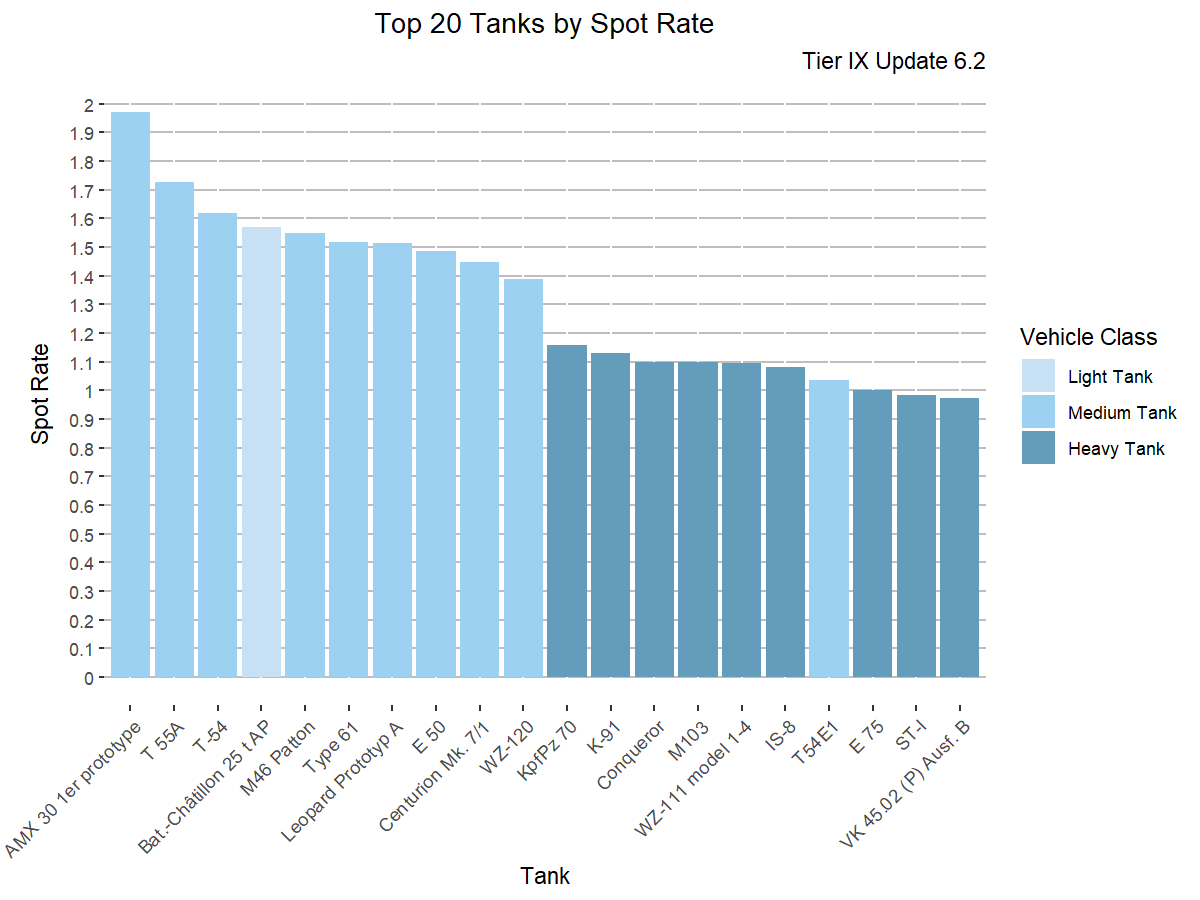 Top 20 Tanks by Spot Rate
Tier IX Update 6.2
Spot Rate
2
1.9
1.8
1.7
1.6
1.5
1.4
1.3
1.2
1.1
1
0.9
0.8
0.7
0.6
0.5
0.4
0.3
0.2
0.1
0
AMX 30 1er prototype
T 55A
T-54
Bat.-Châtillon 25 t AP
M46 Patton
Type 61
Leopard Prototyp A
E 50
Centurion Mk. 7/1
WZ-120
KpfPz 70
K-91
Conqueror
M103
WZ-111 model 1-4
IS-8
T54E1
E 75
ST-I
VK 45.02 (P) Ausf. B
Tank
Vehicle Class
Light Tank
Medium Tank
Heavy Tank